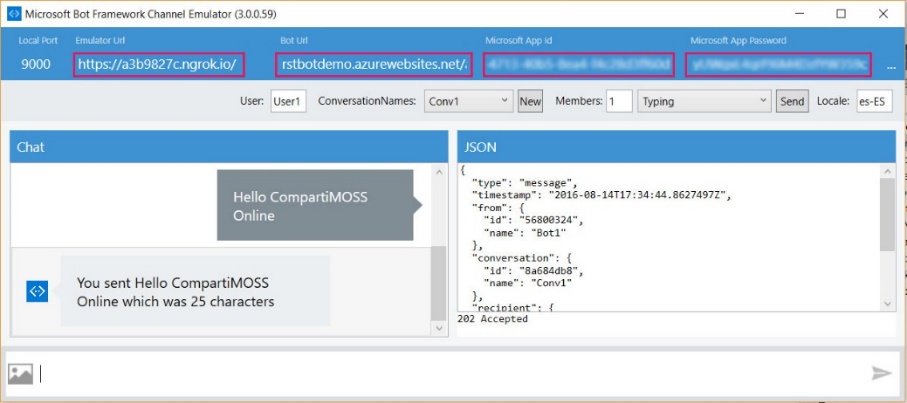 Microsoft Bot Framework Channel Emulator (3.0.0.59)
Local Port Emulator Url Bot Url Microsoft App Id Microsoft App Password
9000 https://a3b9827c.ngrok.io/ rstbotdemo.azurewebsites.net/ ...
User: User1 ConversationNames: Conv1 New Members: 1 Typing Send Locale: es-ES
Chat
Hello CompartiMOSS
Online
You sent Hello CompartiMOSS
Online which was 25 characters
JSON
{
"type": "message",
"timestamp": "2016-08-14T17:34:44.8627497Z",
"from": {
"id": "56800324",
"name": "Bot1"
},
"conversation": {
"id": "8a684db8",
"name": "Conv1"
},
"recipient": {
202 Accepted